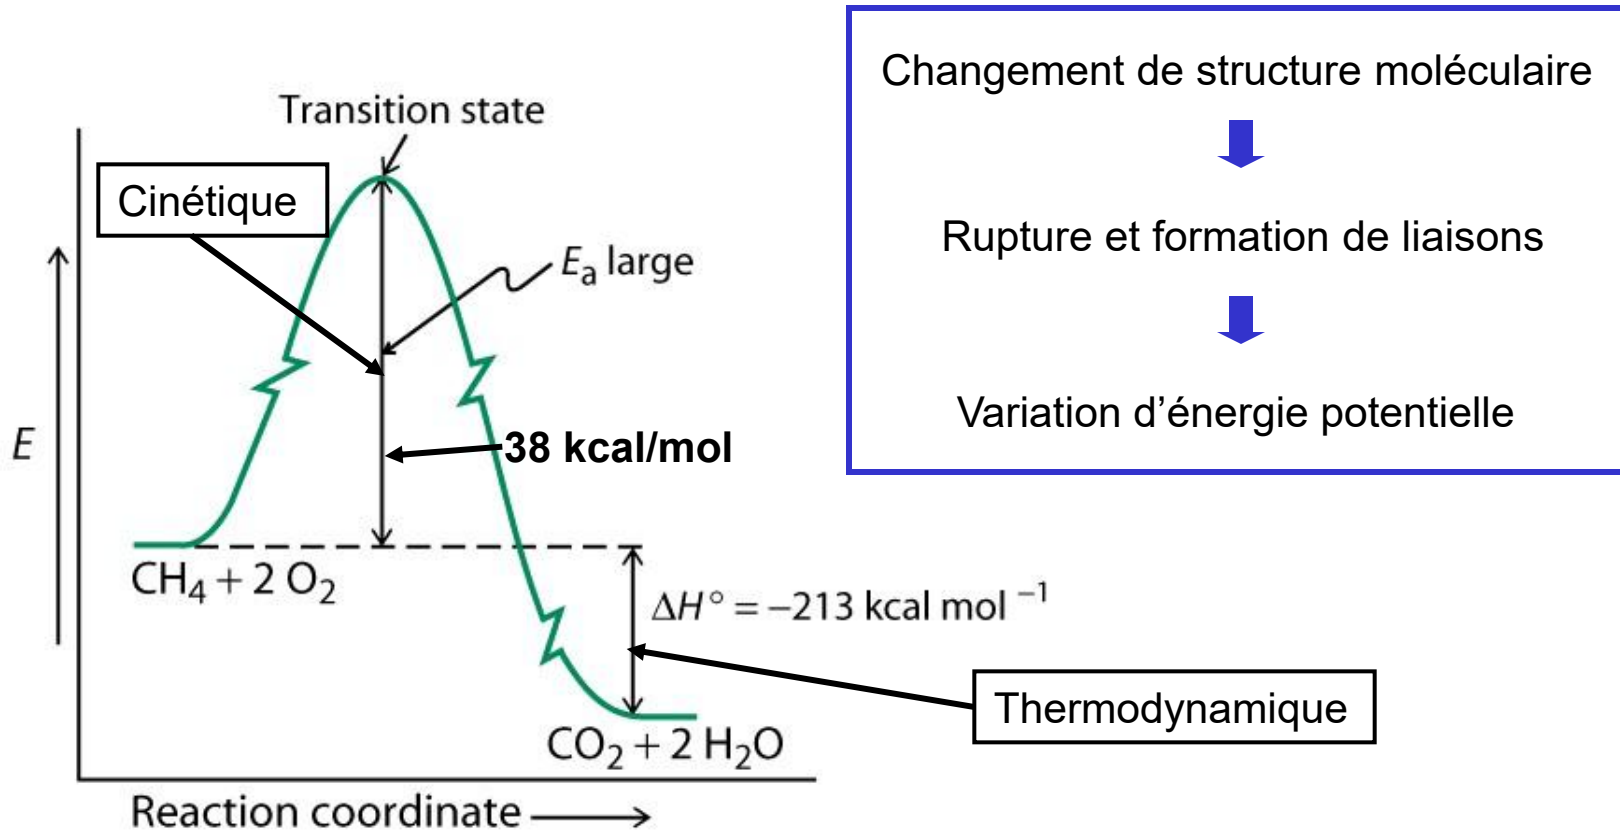 Changement de structure moléculaire
Rupture et formation de liaisons
Variation d’énergie potentielle
Transition state
Cinétique
Eₐ large
E
38 kcal/mol
CH₄ + 2 O₂
ΔH° = −213 kcal mol ⁻¹
Thermodynamique
CO₂ + 2 H₂O
Reaction coordinate